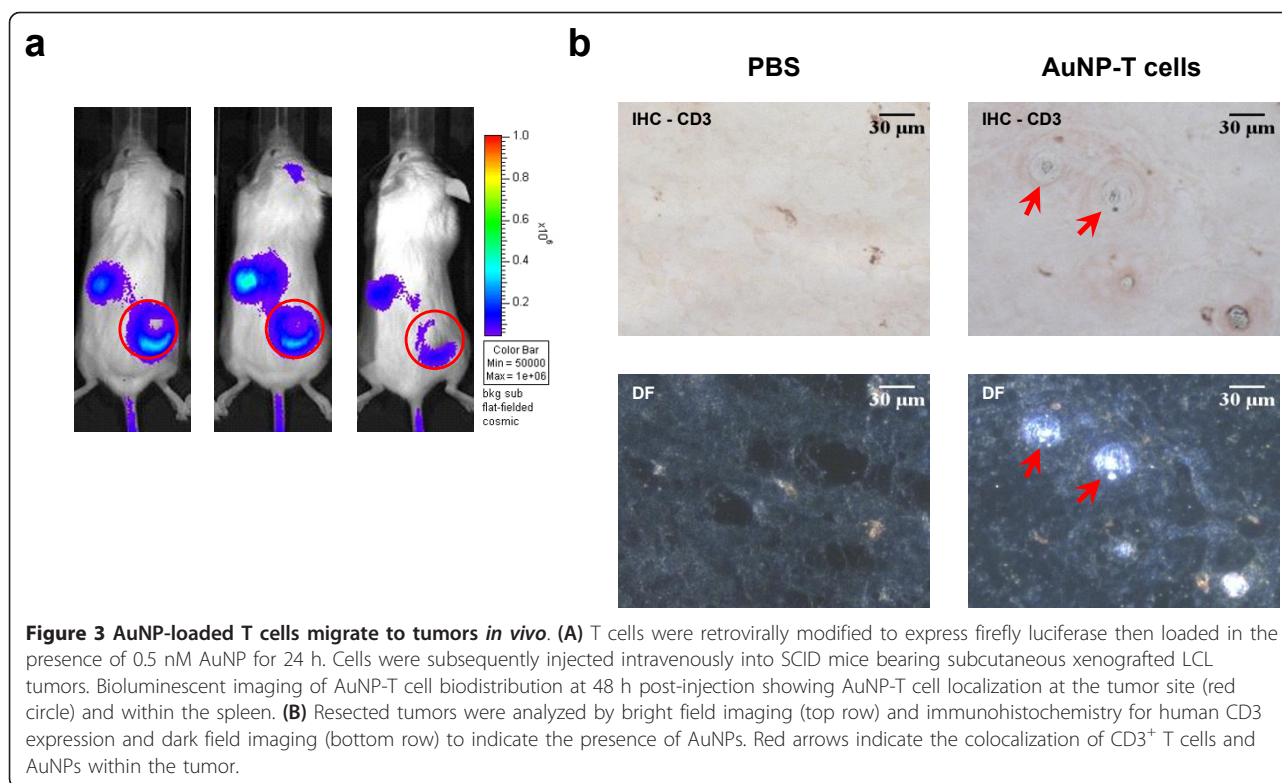 a
b
PBS
AuNP-T cells
1.0
0.8
0.6
0.4
0.2
x10⁶
Color Bar
Min = 50000
Max = 1e+06
bkg sub
flat-fielded
cosmic
IHC - CD3
30 µm
IHC - CD3
30 µm
DF
30 µm
DF
30 µm
Figure 3 AuNP-loaded T cells migrate to tumors in vivo. (A) T cells were retrovirally modified to express firefly luciferase then loaded in the
presence of 0.5 nM AuNP for 24 h. Cells were subsequently injected intravenously into SCID mice bearing subcutaneous xenografted LCL
tumors. Bioluminescent imaging of AuNP-T cell biodistribution at 48 h post-injection showing AuNP-T cell localization at the tumor site (red
circle) and within the spleen. (B) Resected tumors were analyzed by bright field imaging (top row) and immunohistochemistry for human CD3
expression and dark field imaging (bottom row) to indicate the presence of AuNPs. Red arrows indicate the colocalization of CD3⁺ T cells and
AuNPs within the tumor.